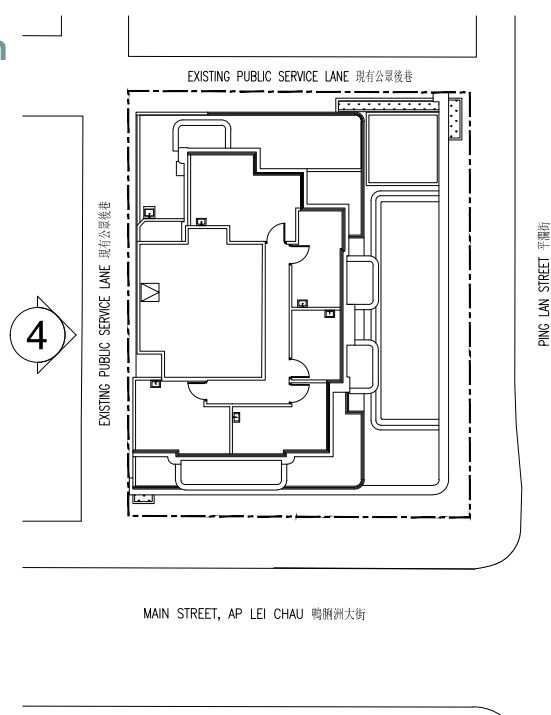 n
EXISTING PUBLIC SERVICE LANE 現有公眾後巷
EXISTING PUBLIC SERVICE LANE 現有公眾後巷
PING LAN STREET 平瀾街
4
MAIN STREET, AP LEI CHAU 鴨脷洲大街